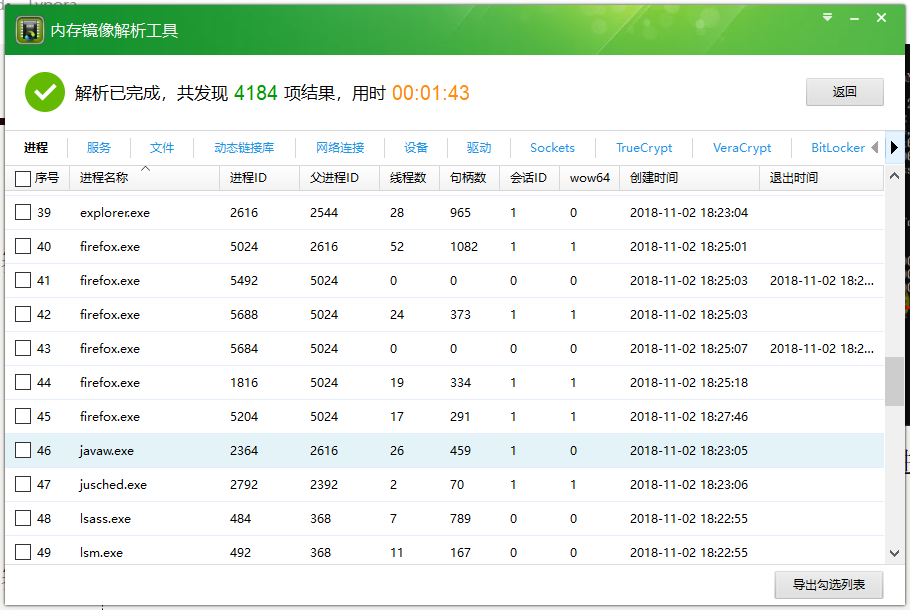 内存镜像解析工具
解析已完成，共发现 4184 项结果，用时 00:01:43
返回
进程 服务 文件 动态链接库 网络连接 设备 驱动 Sockets TrueCrypt VeraCrypt BitLocker
序号 进程名称 进程ID 父进程ID 线程数 句柄数 会话ID wow64 创建时间 退出时间
39 explorer.exe 2616 2544 28 965 1 0 2018-11-02 18:23:04
40 firefox.exe 5024 2616 52 1082 1 1 2018-11-02 18:25:01
41 firefox.exe 5492 5024 0 0 0 0 2018-11-02 18:25:03 2018-11-02 18:2...
42 firefox.exe 5688 5024 24 373 1 1 2018-11-02 18:25:03
43 firefox.exe 5684 5024 0 0 0 0 2018-11-02 18:25:07 2018-11-02 18:2...
44 firefox.exe 1816 5024 19 334 1 1 2018-11-02 18:25:18
45 firefox.exe 5204 5024 17 291 1 1 2018-11-02 18:27:46
46 javaw.exe 2364 2616 26 459 1 0 2018-11-02 18:23:05
47 jusched.exe 2792 2392 2 70 1 1 2018-11-02 18:23:06
48 lsass.exe 484 368 7 789 0 0 2018-11-02 18:22:55
49 lsm.exe 492 368 11 167 0 0 2018-11-02 18:22:55
导出勾选列表